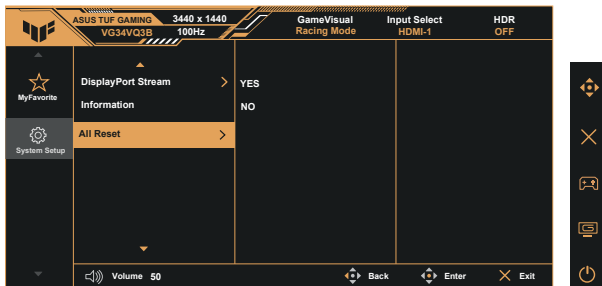 ASUS TUF GAMING 3440 x 1440
VG34VQ3B 100Hz
GameVisual
Racing Mode
Input Select
HDMI-1
HDR
OFF
MyFavorite
System Setup
DisplayPort Stream
Information
All Reset
YES
NO
Volume 50
Back
Enter
Exit